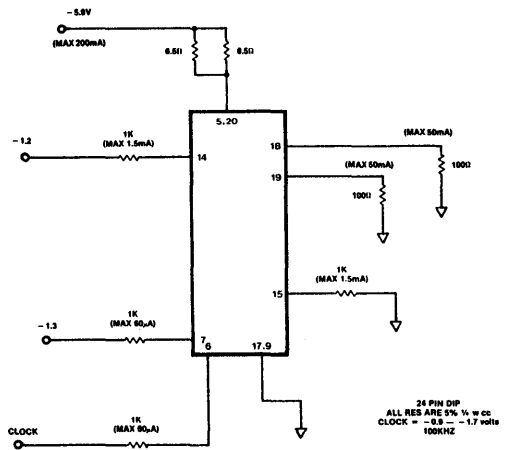 – 5.9V
(MAX 200mA)
6.5Ω
6.5Ω
5.20
– 1.2
1K
(MAX 1.5mA)
14
18
(MAX 50mA)
100Ω
19
(MAX 50mA)
100Ω
15
1K
(MAX 1.5mA)
– 1.3
1K
(MAX 60µA)
7
6
17.9
CLOCK
1K
(MAX 60µA)
24 PIN DIP
ALL RES ARE 5% ¼ w cc
CLOCK = – 0.9 — – 1.7 volts
100KHZ